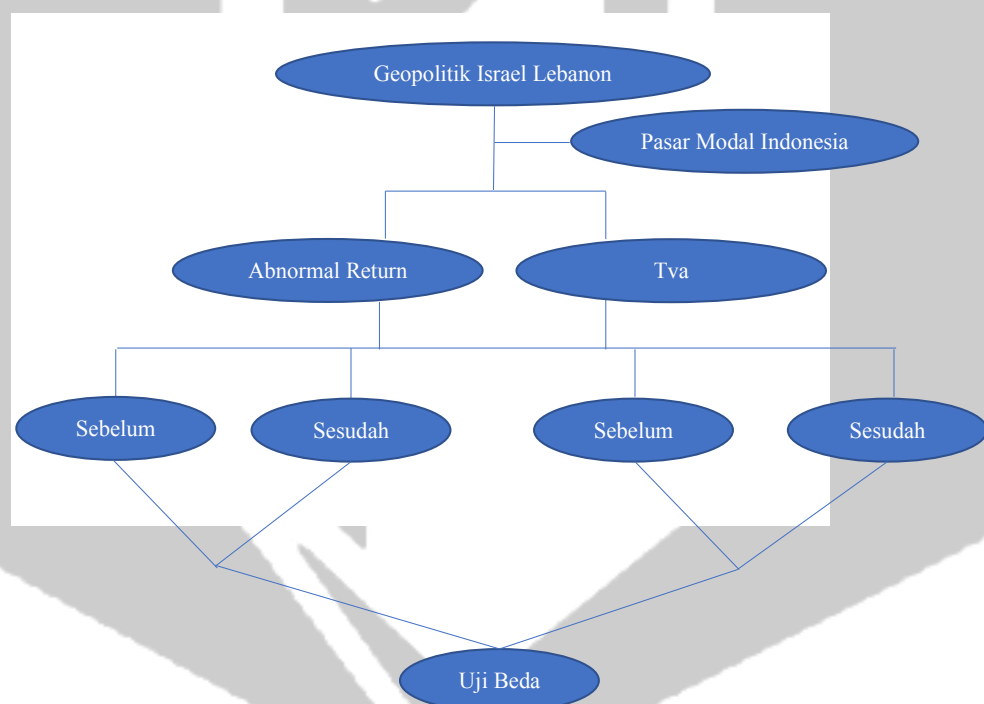 Geopolitik Israel Lebanon
Pasar Modal Indonesia
Abnormal Return
Tva
Sebelum
Sesudah
Sebelum
Sesudah
Uji Beda